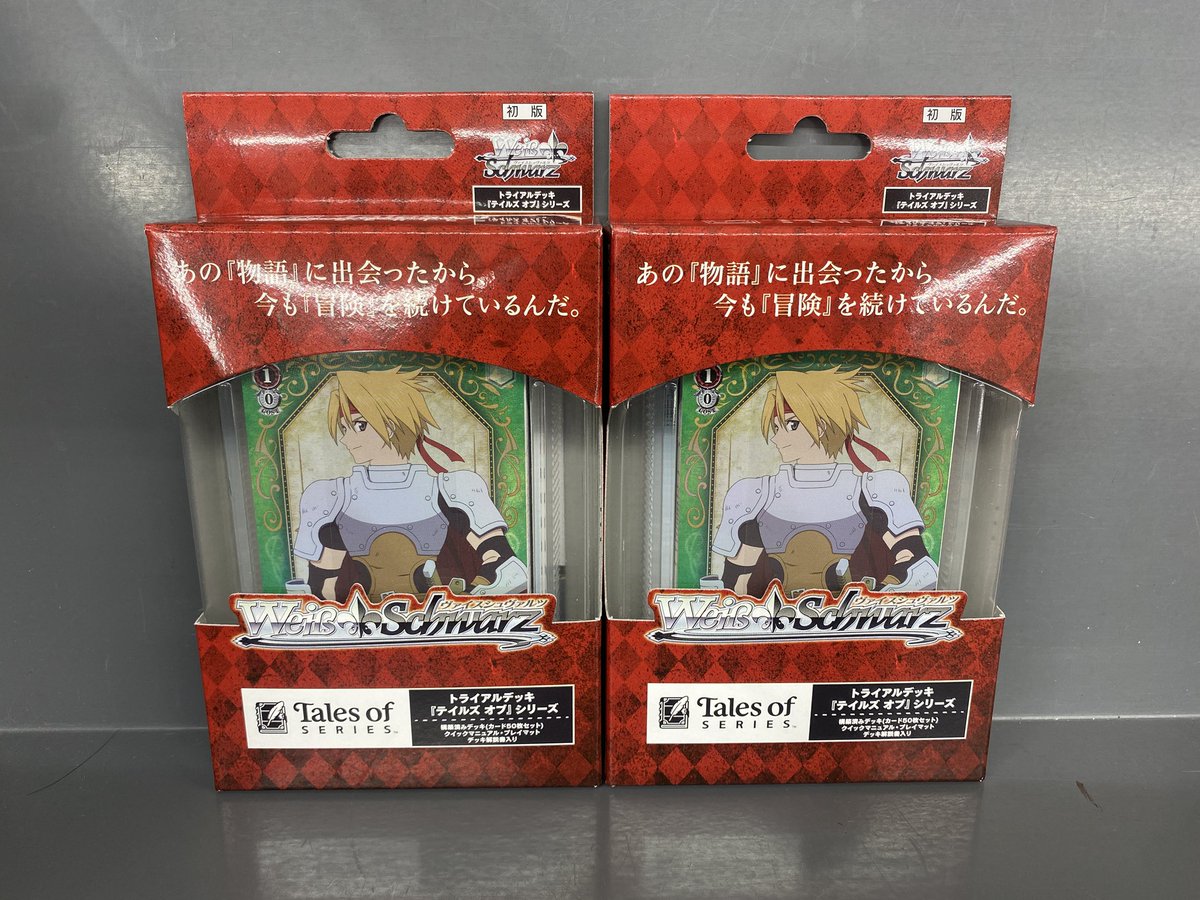 初版
Weiß Schwarz
トライアルデッキ
『テイルズ オブ』シリーズ
あの『物語』に出会ったから、
今も『冒険』を続けているんだ。
1
0
ヴァイスシュヴァルツ
Weiß Schwarz
Tales of
SERIES™
トライアルデッキ
『テイルズ オブ』シリーズ
構築済みデッキ(カード50枚セット)
クイックマニュアル・プレイマット
デッキ解説書入り
初版
Weiß Schwarz
トライアルデッキ
『テイルズ オブ』シリーズ
あの『物語』に出会ったから、
今も『冒険』を続けているんだ。
1
0
ヴァイスシュヴァルツ
Weiß Schwarz
Tales of
SERIES™
トライアルデッキ
『テイルズ オブ』シリーズ
構築済みデッキ(カード50枚セット)
クイックマニュアル・プレイマット
デッキ解説書入り